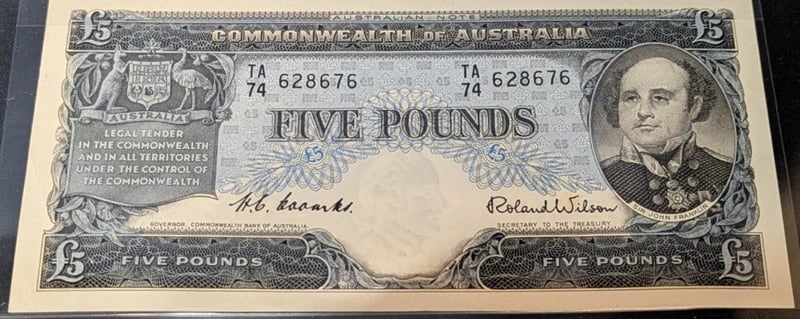 AUSTRALIAN NOTE
£5 COMMONWEALTH OF AUSTRALIA £5
TA 74 628676
TA 74 628676
FIVE POUNDS
£5 £5
AUSTRALIA
LEGAL TENDER
IN THE COMMONWEALTH
AND IN ALL TERRITORIES
UNDER THE CONTROL OF
THE COMMONWEALTH
H.C. Coombs.
GOVERNOR, COMMONWEALTH BANK OF AUSTRALIA.
Roland Wilson
SECRETARY TO THE TREASURY
SIR JOHN FRANKLIN
£5 FIVE POUNDS
FIVE POUNDS £5